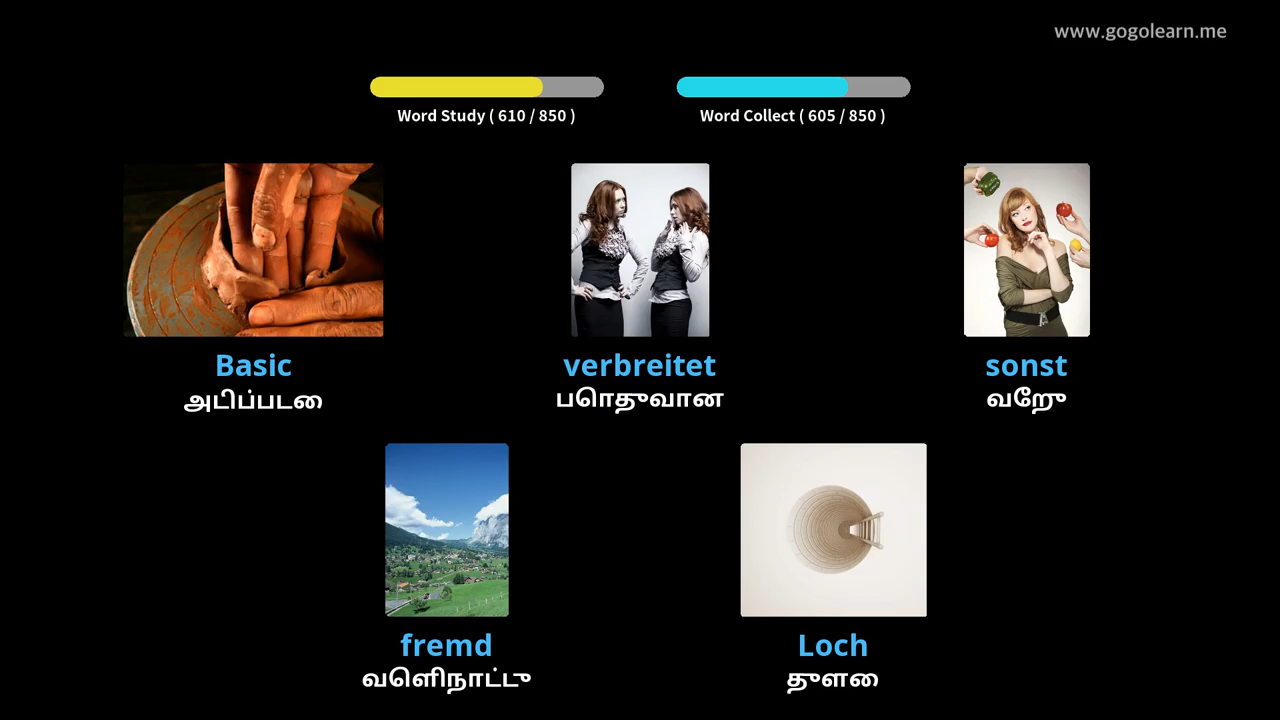 www.gogolearn.me
Word Study ( 610 / 850 )
Word Collect ( 605 / 850 )
Basic
அடிப்படை
verbreitet
பொதுவான
sonst
வேறு
fremd
வெளிநாட்டு
Loch
துளை